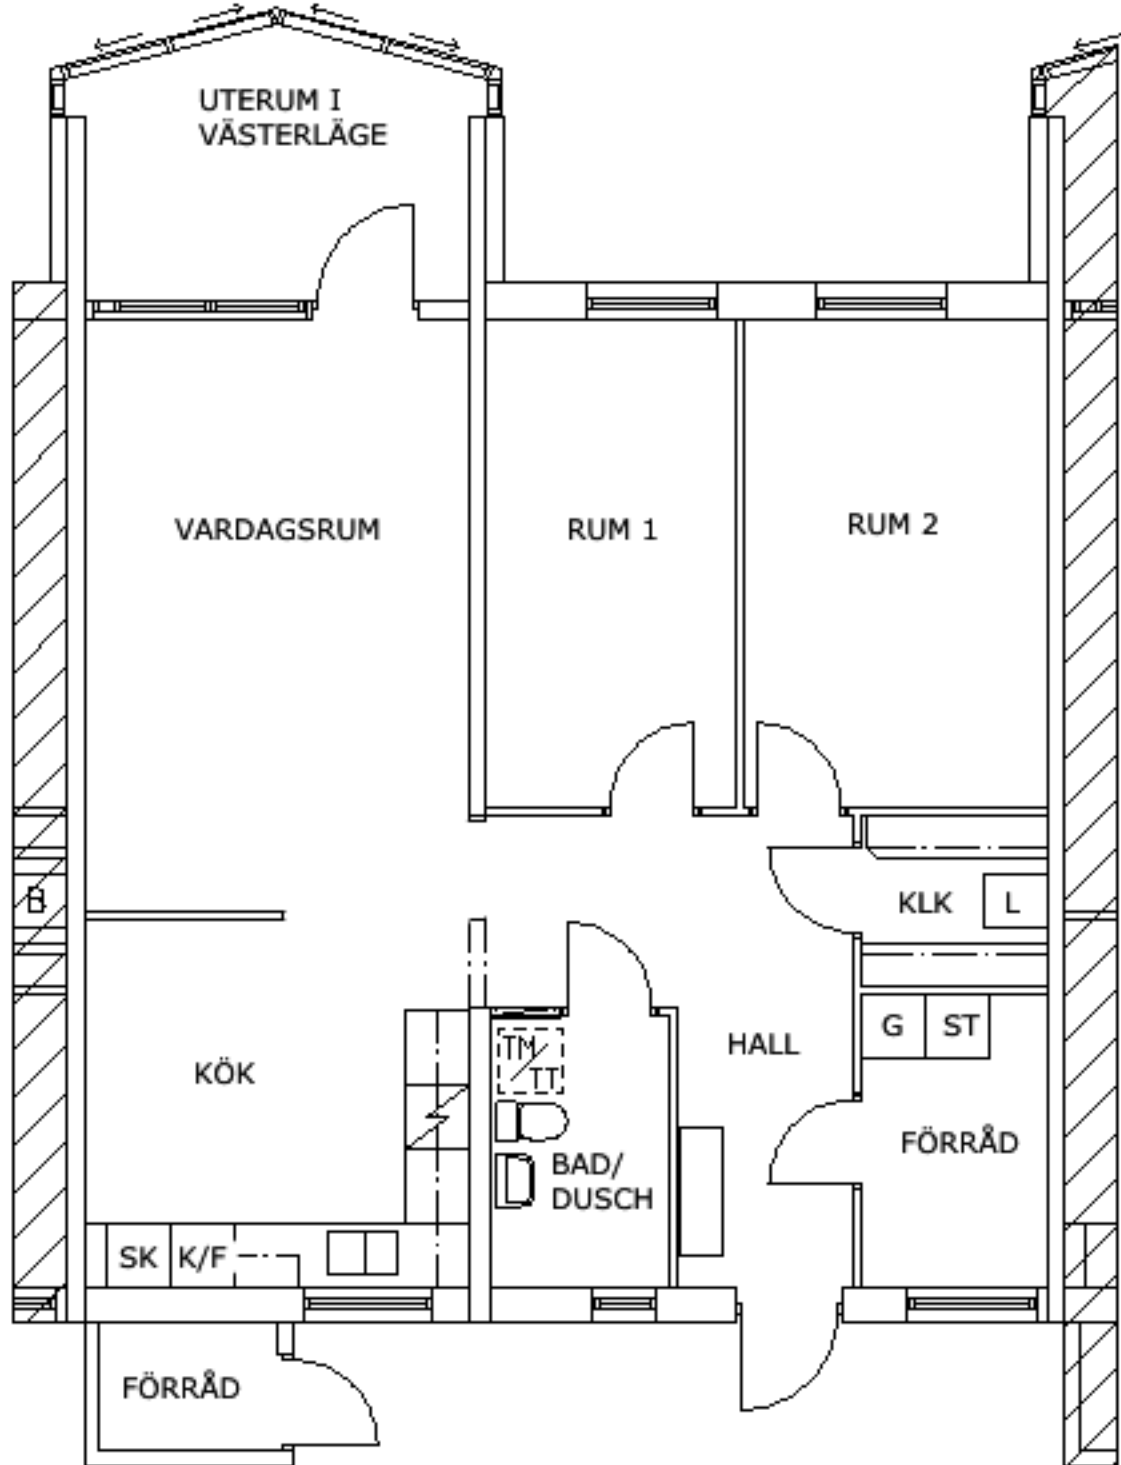 UTERUM I
VÄSTERLÄGE
VARDAGSRUM
RUM 1
RUM 2
KLK
L
G
ST
HALL
KÖK
TM/
TT
BAD/
DUSCH
FÖRRÅD
SK
K/F
FÖRRÅD